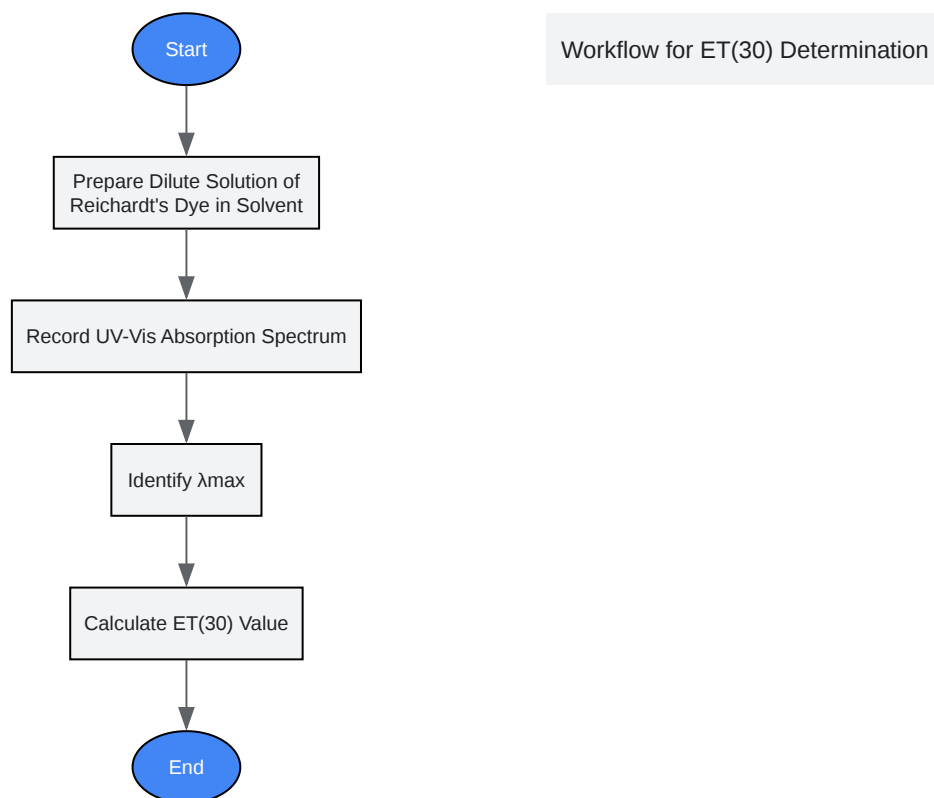 Start
Workflow for ET(30) Determination
Prepare Dilute Solution of
Reichardt's Dye in Solvent
Record UV-Vis Absorption Spectrum
Identify λmax
Calculate ET(30) Value
End